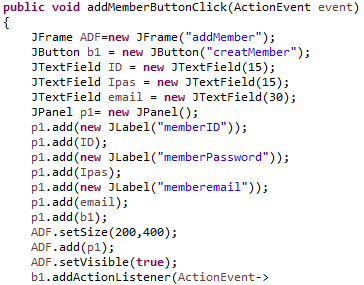 public void addMemberButtonClick(ActionEvent event)
{
JFrame ADF=new JFrame("addMember");
JButton b1 = new JButton("creatMember");
JTextField ID = new JTextField(15);
JTextField Ipas = new JTextField(15);
JTextField email = new JTextField(30);
JPanel p1= new JPanel();
p1.add(new JLabel("memberID"));
p1.add(ID);
p1.add(new JLabel("memberPassword"));
p1.add(Ipas);
p1.add(new JLabel("memberemail"));
p1.add(email);
p1.add(b1);
ADF.setSize(200,400);
ADF.add(p1);
ADF.setVisible(true);
b1.addActionListener(ActionEvent->